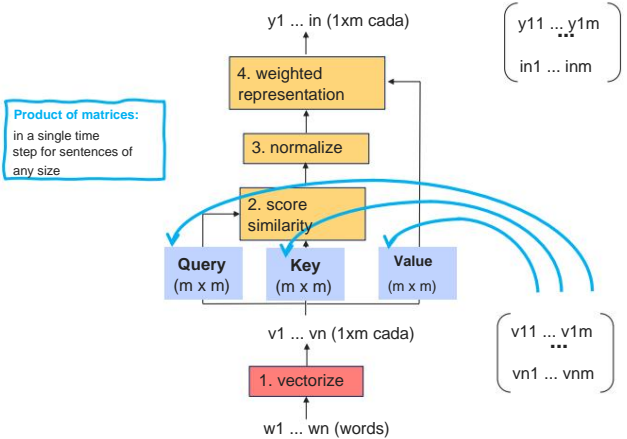 y1 ... in (1xm cada)
y11 ... y1m
...
in1 ... inm
4. weighted
representation
Product of matrices:
in a single time
step for sentences of
any size
3. normalize
2. score
similarity
Query
(m x m)
Key
(m x m)
Value
(m x m)
v1 ... vn (1xm cada)
v11 ... v1m
...
vn1 ... vnm
1. vectorize
w1 ... wn (words)